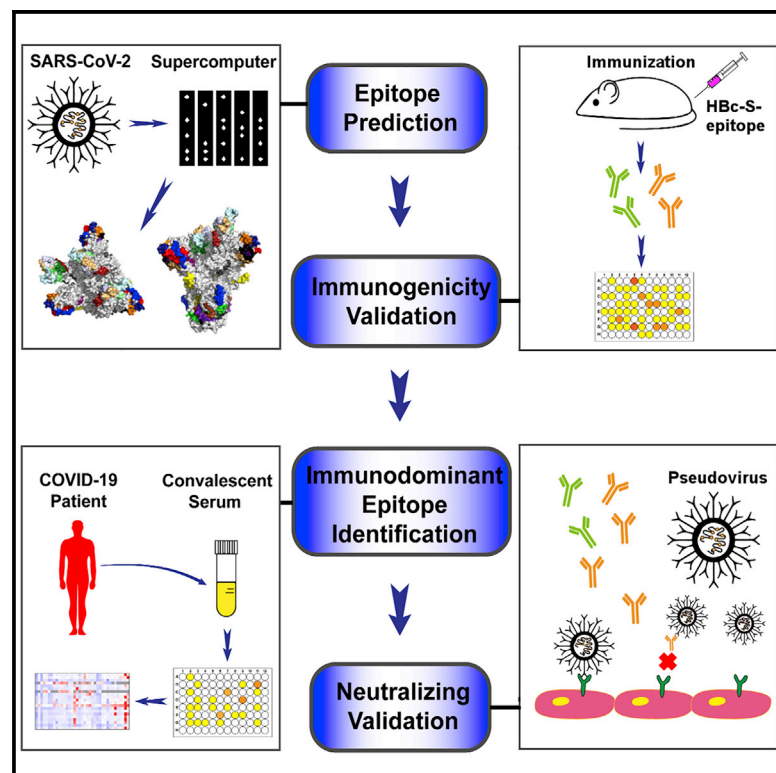 SARS-CoV-2
Supercomputer
Epitope
Prediction
Immunization
HBc-S-
epitope
Immunogenicity
Validation
COVID-19
Patient
Convalescent
Serum
Immunodominant
Epitope
Identification
Pseudovirus
Neutralizing
Validation